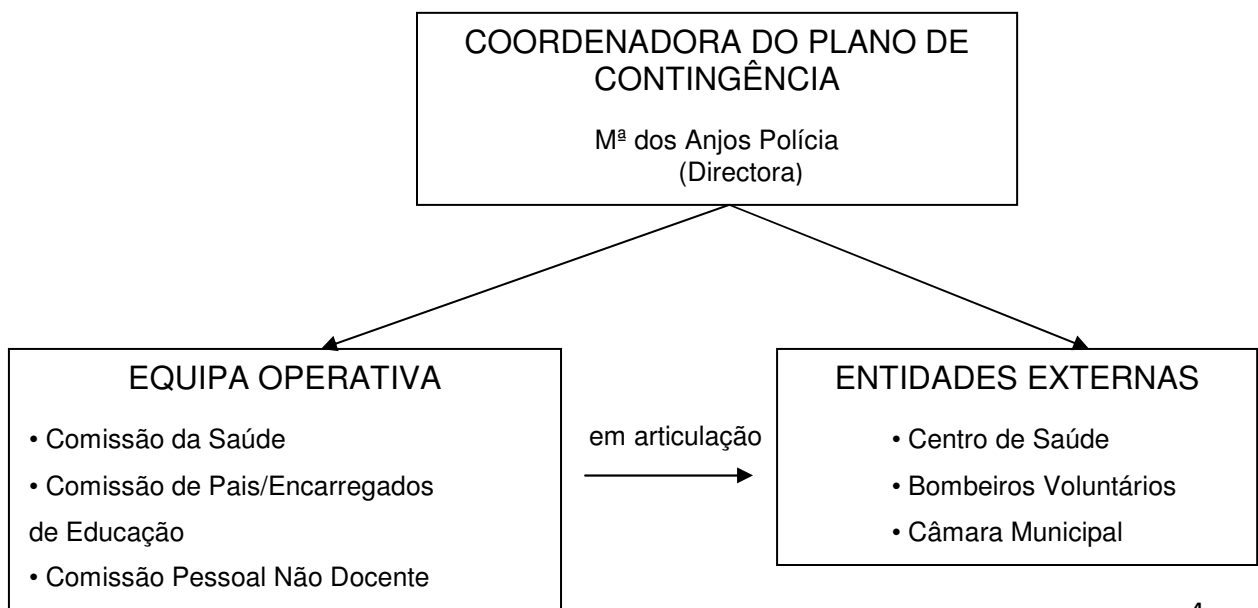 COORDENADORA DO PLANO DE
CONTINGÊNCIA
Mª dos Anjos Polícia
(Directora)
EQUIPA OPERATIVA
• Comissão da Saúde
• Comissão de Pais/Encarregados
de Educação
• Comissão Pessoal Não Docente
em articulação
ENTIDADES EXTERNAS
• Centro de Saúde
• Bombeiros Voluntários
• Câmara Municipal